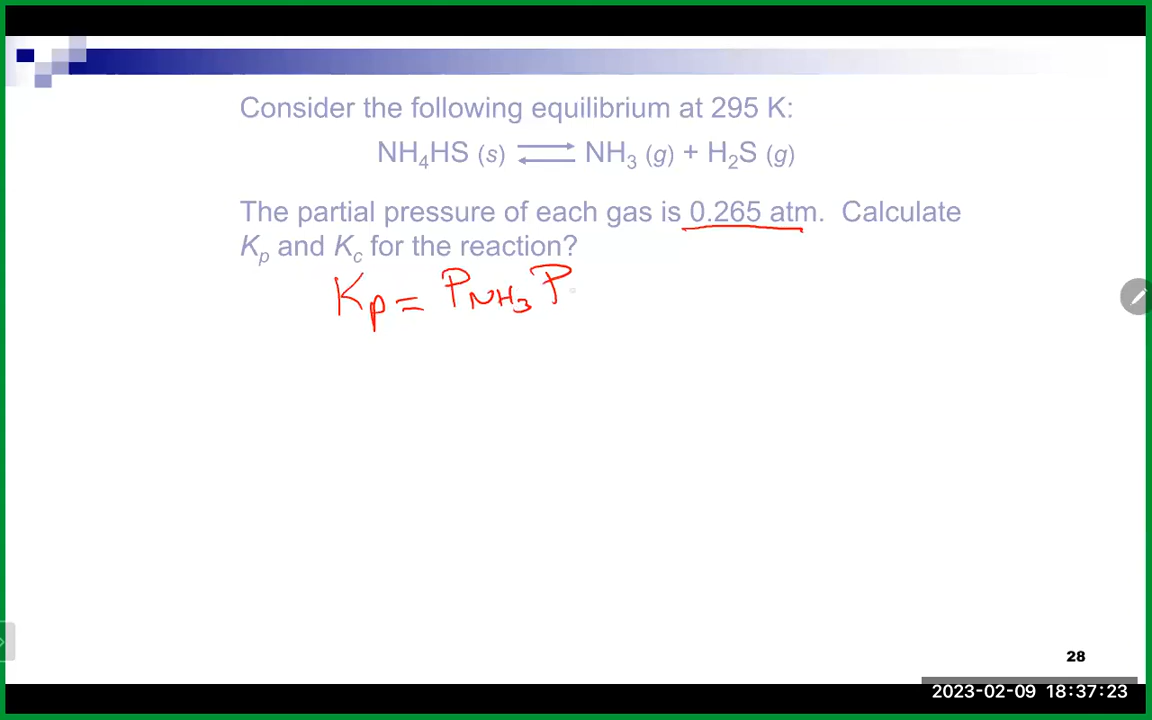 Consider the following equilibrium at 295 K:
NH₄HS (s) ⇌ NH₃ (g) + H₂S (g)
The partial pressure of each gas is 0.265 atm. Calculate
Kp and Kc for the reaction?
Kp = P_NH₃ P
28
2023-02-09 18:37:23